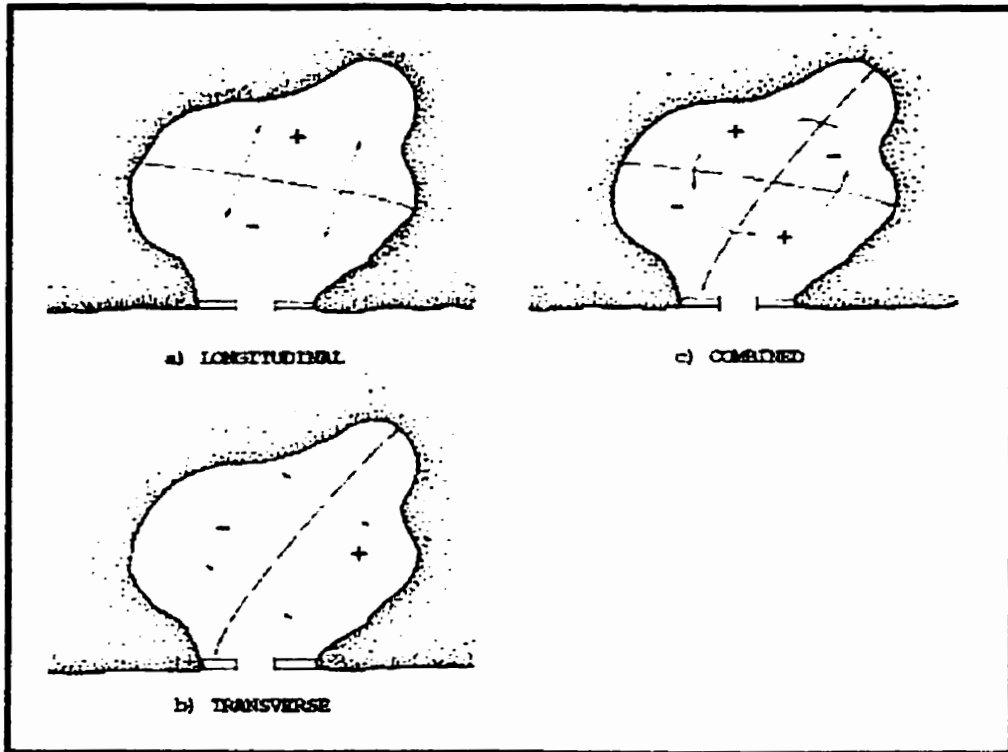 +
-
a) LONGITUDINAL
+
-
-
+
c) COMBINED
-
+
b) TRANSVERSE